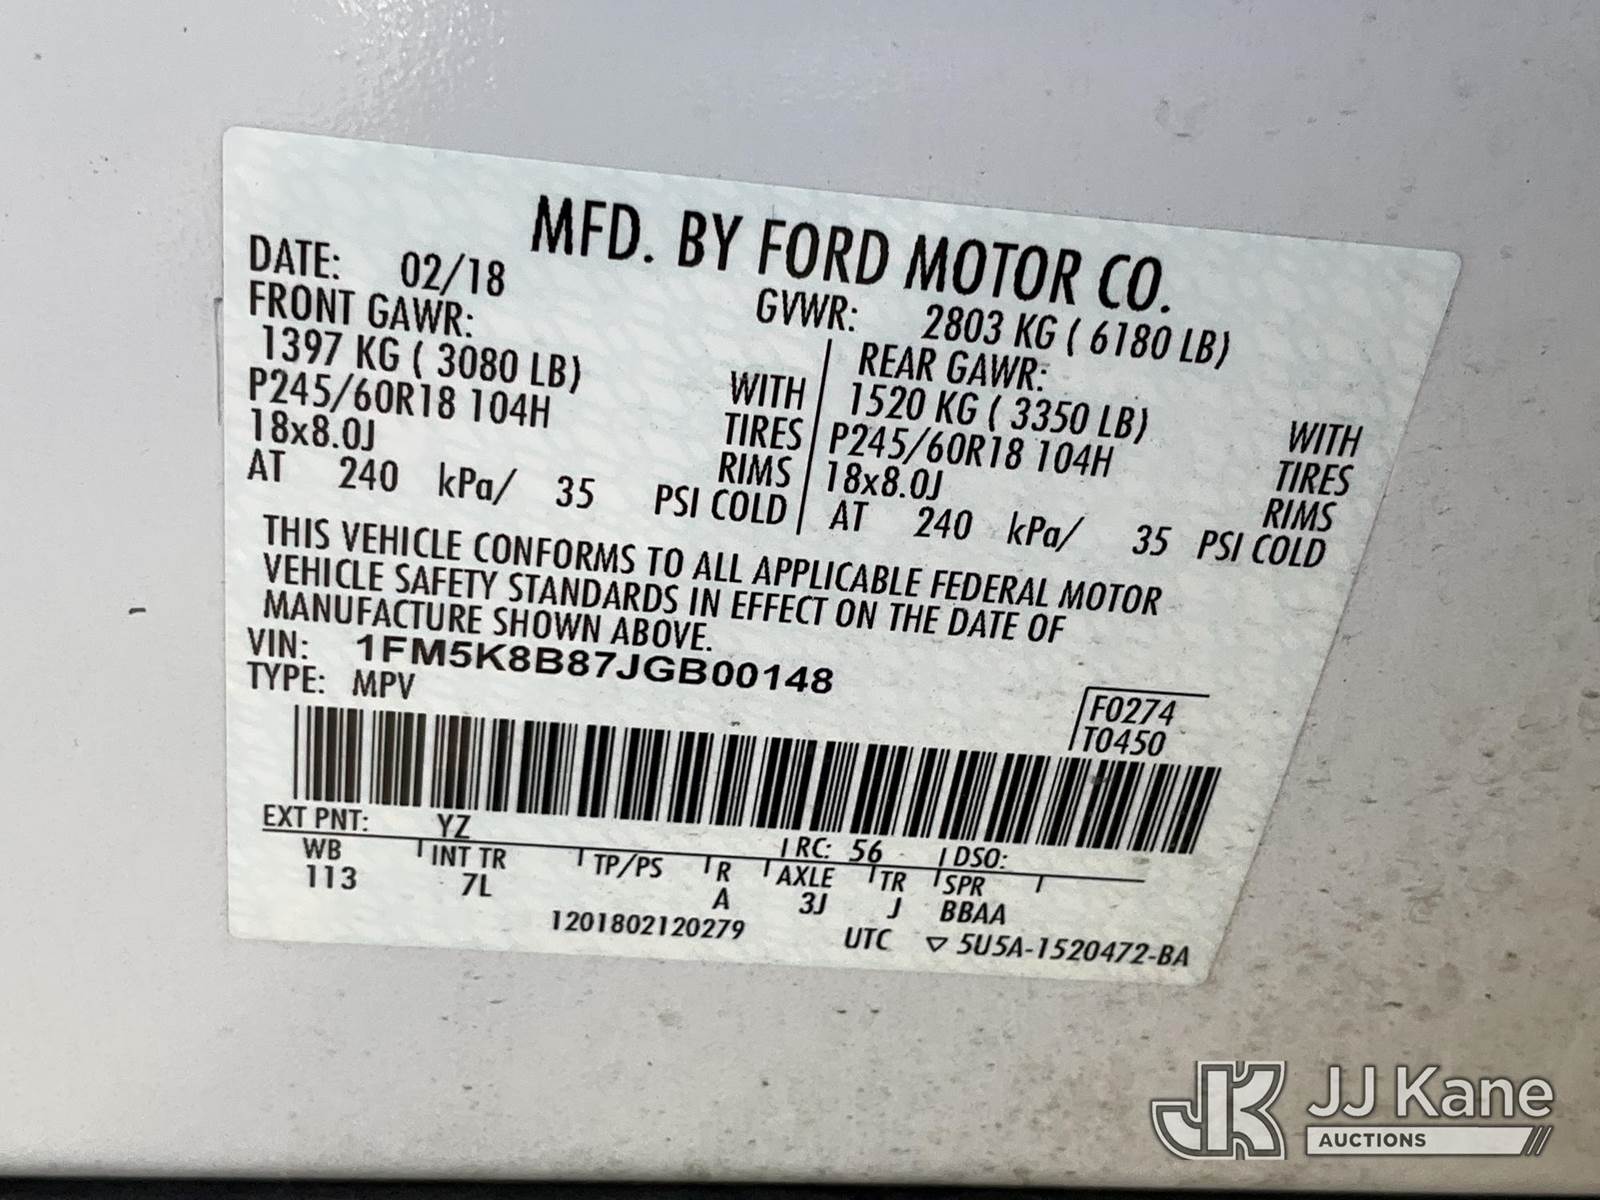 MFD. BY FORD MOTOR CO.
DATE: 02/18 GVWR: 2803 KG ( 6180 LB)
FRONT GAWR: REAR GAWR:
1397 KG ( 3080 LB) WITH 1520 KG ( 3350 LB) WITH
P245/60R18 104H TIRES P245/60R18 104H TIRES
18x8.0J RIMS 18x8.0J RIMS
AT 240 kPa/ 35 PSI COLD AT 240 kPa/ 35 PSI COLD
THIS VEHICLE CONFORMS TO ALL APPLICABLE FEDERAL MOTOR
VEHICLE SAFETY STANDARDS IN EFFECT ON THE DATE OF
MANUFACTURE SHOWN ABOVE.
VIN: 1FM5K8B87JGB00148
TYPE: MPV
F0274
T0450
EXT PNT: YZ RC: 56 DSO:
WB INT TR TP/PS R AXLE TR SPR
113 7L A 3J J BBAA
1201802120279 UTC ▽ 5U5A-1520472-BA
JK JJ Kane
AUCTIONS